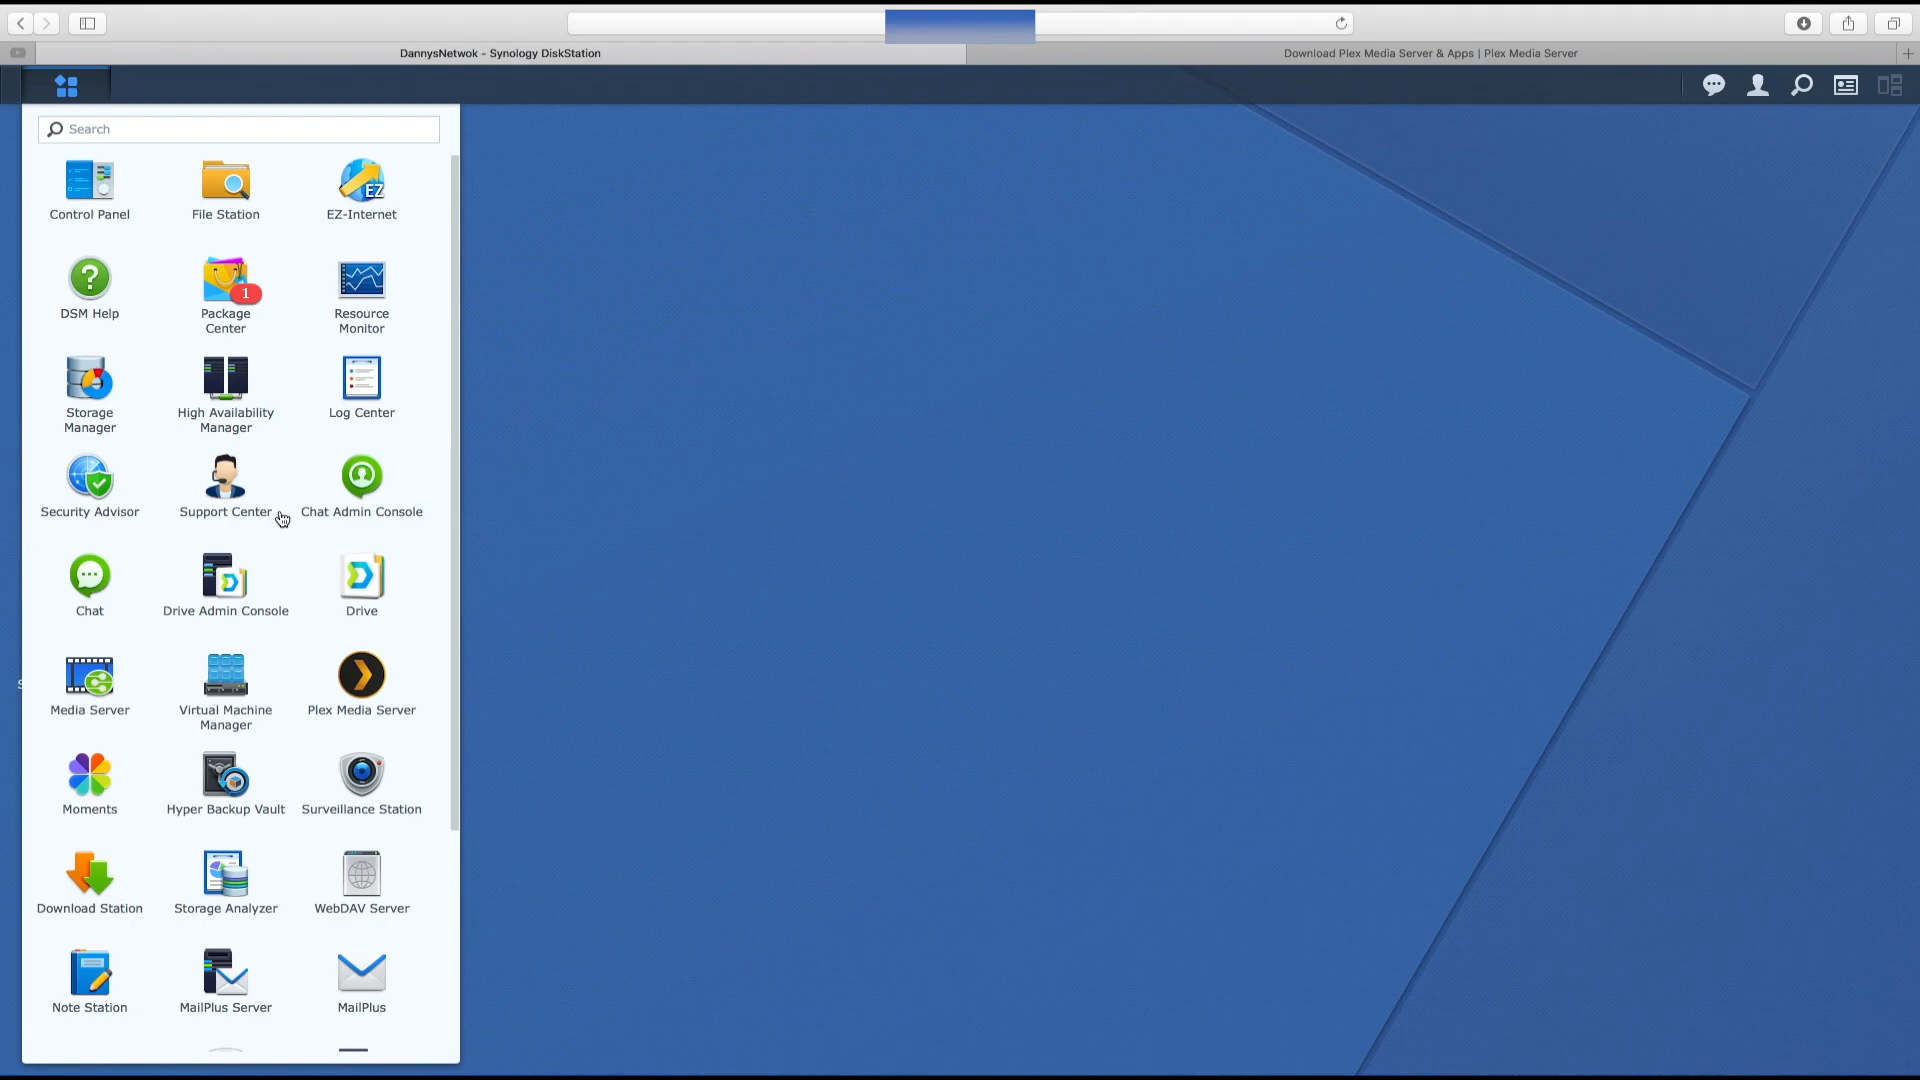 DannysNetwok - Synology DiskStation
Download Plex Media Server & Apps | Plex Media Server
Search
Control Panel
File Station
EZ
EZ-Internet
DSM Help
1
Package
Center
Resource
Monitor
Storage
Manager
High Availability
Manager
Log Center
Security Advisor
Support Center
Chat Admin Console
Chat
Drive Admin Console
Drive
Media Server
Virtual Machine
Manager
Plex Media Server
Moments
Hyper Backup Vault
Surveillance Station
Download Station
Storage Analyzer
WebDAV Server
Note Station
MailPlus Server
MailPlus